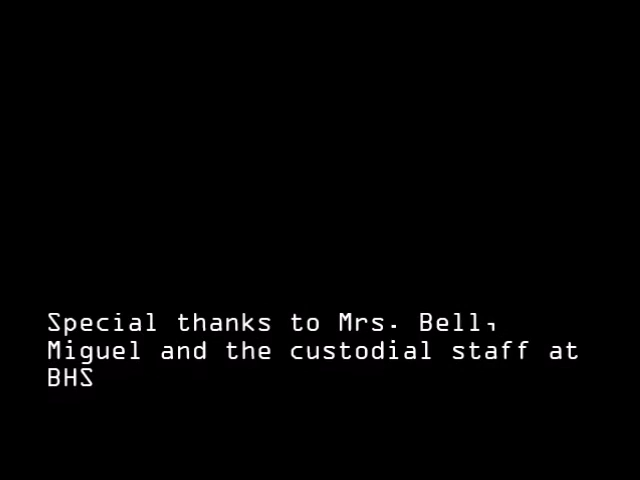 Special thanks to Mrs. Bell,
Miguel and the custodial staff at
BHS